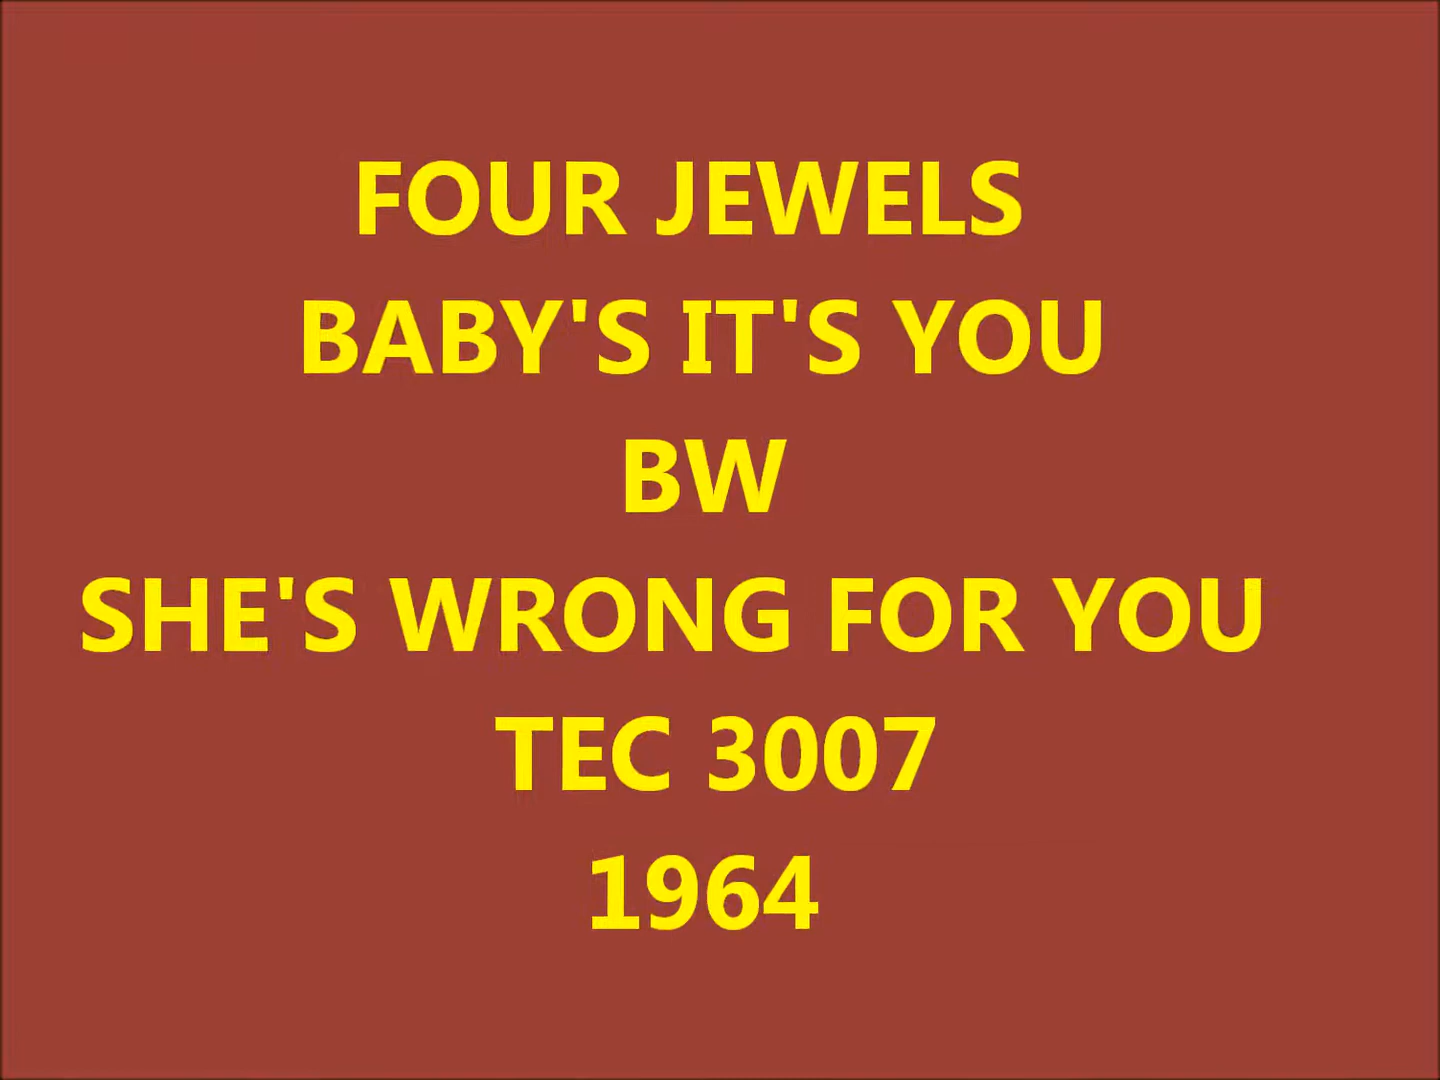 FOUR JEWELS
BABY'S IT'S YOU
BW
SHE'S WRONG FOR YOU
TEC 3007
1964